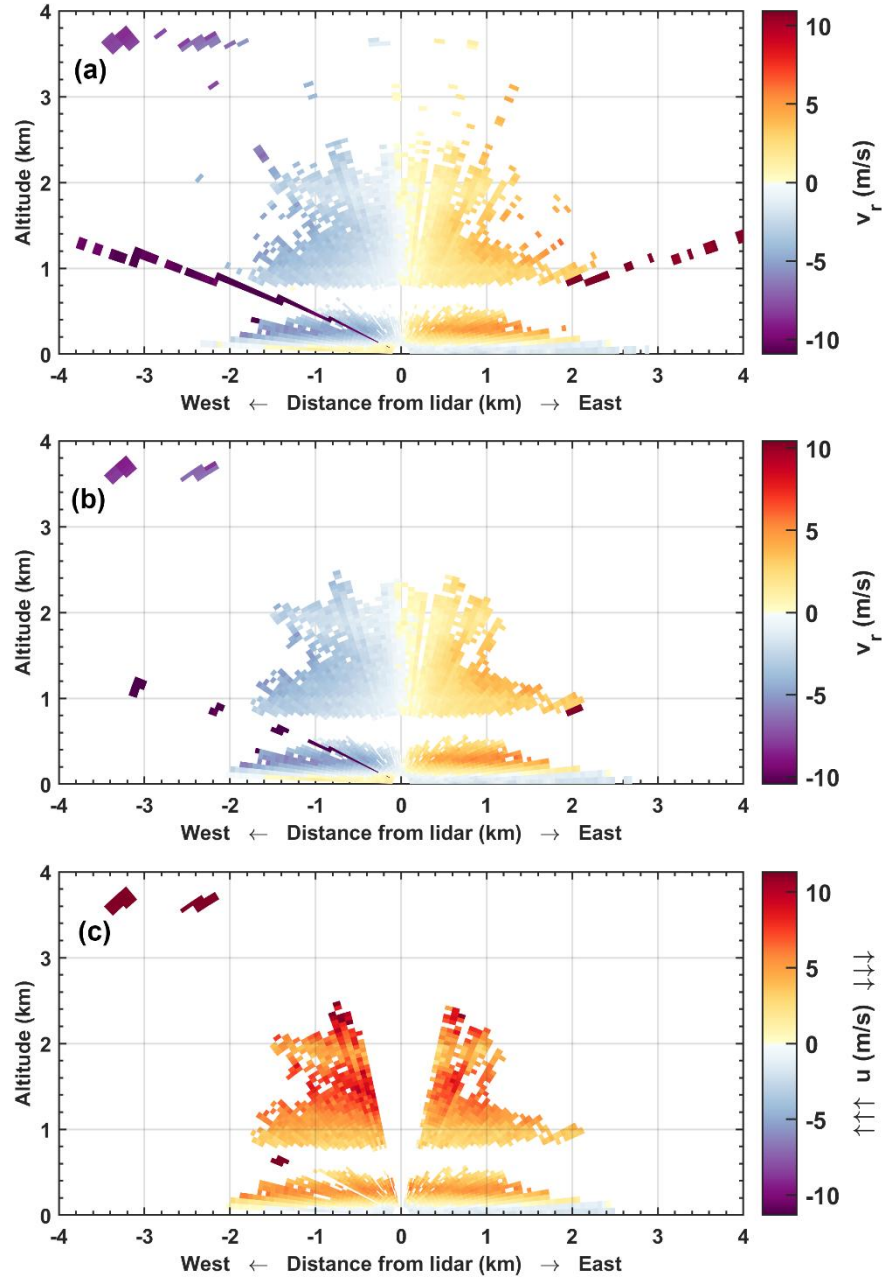 (a)
Altitude (km)
4
3
2
1
0
-4 -3 -2 -1 0 1 2 3 4
West ← Distance from lidar (km) → East
10
5
0
-5
-10
v_r (m/s)
(b)
Altitude (km)
4
3
2
1
0
-4 -3 -2 -1 0 1 2 3 4
West ← Distance from lidar (km) → East
10
5
0
-5
-10
v_r (m/s)
(c)
Altitude (km)
4
3
2
1
0
-4 -3 -2 -1 0 1 2 3 4
West ← Distance from lidar (km) → East
10
5
0
-5
-10
↑↑↑ u (m/s) ↓↓↓